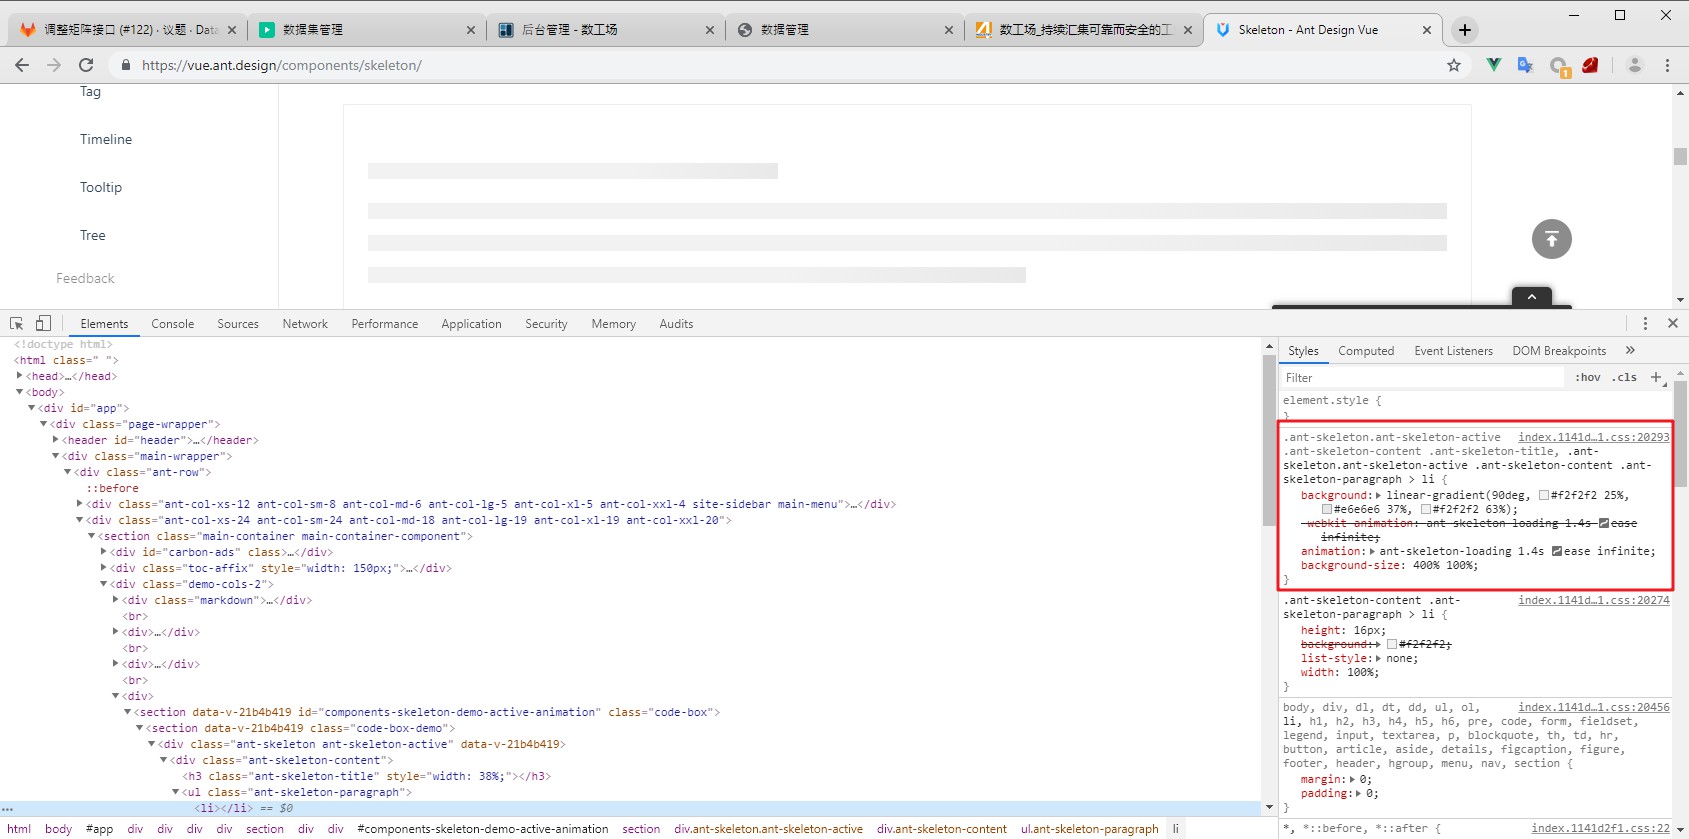 调整矩阵接口 (#122) · 议题 · Data
数据集管理
后台管理 - 数工场
数据管理
数工场_持续汇集可靠而安全的工
Skeleton - Ant Design Vue
https://vue.ant.design/components/skeleton/
1
Tag
Timeline
Tooltip
Tree
Feedback
Elements Console Sources Network Performance Application Security Memory Audits
<!doctype html>
<html class=" ">
<head>…</head>
<body>
<div id="app">
<div class="page-wrapper">
<header id="header">…</header>
<div class="main-wrapper">
<div class="ant-row">
::before
<div class="ant-col-xs-12 ant-col-sm-8 ant-col-md-6 ant-col-lg-5 ant-col-xl-5 ant-col-xxl-4 site-sidebar main-menu">…</div>
<div class="ant-col-xs-24 ant-col-sm-24 ant-col-md-18 ant-col-lg-19 ant-col-xl-19 ant-col-xxl-20">
<section class="main-container main-container-component">
<div id="carbon-ads" class>…</div>
<div class="toc-affix" style="width: 150px;">…</div>
<div class="demo-cols-2">
<div class="markdown">…</div>
<br>
<div>…</div>
<br>
<div>…</div>
<br>
<div>
<section data-v-21b4b419 id="components-skeleton-demo-active-animation" class="code-box">
<section data-v-21b4b419 class="code-box-demo">
<div class="ant-skeleton ant-skeleton-active" data-v-21b4b419>
<div class="ant-skeleton-content">
<h3 class="ant-skeleton-title" style="width: 38%;"></h3>
<ul class="ant-skeleton-paragraph">
… <li></li> == $0
html body #app div div div div section div div #components-skeleton-demo-active-animation section div.ant-skeleton.ant-skeleton-active div.ant-skeleton-content ul.ant-skeleton-paragraph li
Styles Computed Event Listeners DOM Breakpoints »
Filter :hov .cls +
element.style {
}
.ant-skeleton.ant-skeleton-active index.1141d…1.css:20293
.ant-skeleton-content .ant-skeleton-title, .ant-
skeleton.ant-skeleton-active .ant-skeleton-content .ant-
skeleton-paragraph > li {
background: linear-gradient(90deg, #f2f2f2 25%,
#e6e6e6 37%, #f2f2f2 63%);
-webkit-animation: ant-skeleton-loading 1.4s ease
infinite;
animation: ant-skeleton-loading 1.4s ease infinite;
background-size: 400% 100%;
}
.ant-skeleton-content .ant- index.1141d…1.css:20274
skeleton-paragraph > li {
height: 16px;
background: #f2f2f2;
list-style: none;
width: 100%;
}
body, div, dl, dt, dd, ul, ol, index.1141d…1.css:20456
li, h1, h2, h3, h4, h5, h6, pre, code, form, fieldset,
legend, input, textarea, p, blockquote, th, td, hr,
button, article, aside, details, figcaption, figure,
footer, header, hgroup, menu, nav, section {
margin: 0;
padding: 0;
}
*, *::before, *::after { index.1141d2f1.css:22